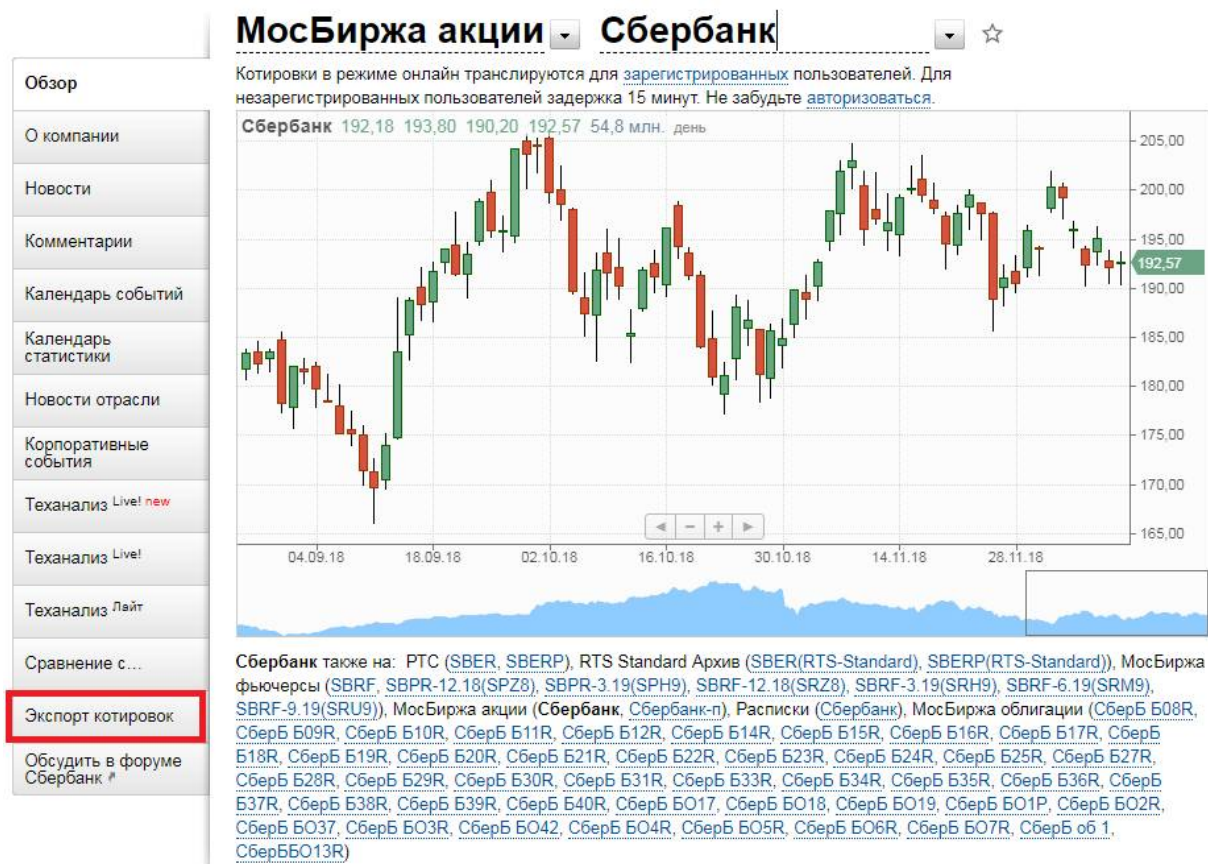 МосБиржа акции Сбербанк
Обзор
О компании
Новости
Комментарии
Календарь событий
Календарь
статистики
Новости отрасли
Корпоративные
события
Теханализ Live! new
Теханализ Live!
Теханализ Лайт
Сравнение с...
Экспорт котировок
Обсудить в форуме
Сбербанк
Котировки в режиме онлайн транслируются для зарегистрированных пользователей. Для
незарегистрированных пользователей задержка 15 минут. Не забудьте авторизоваться.
Сбербанк 192,18 193,80 190,20 192,57 54,8 млн. день
205,00
200,00
195,00
192,57
190,00
185,00
180,00
175,00
170,00
165,00
04.09.18 18.09.18 02.10.18 16.10.18 30.10.18 14.11.18 28.11.18
Сбербанк также на: РТС (SBER, SBERP), RTS Standard Архив (SBER(RTS-Standard), SBERP(RTS-Standard)), МосБиржа
фьючерсы (SBRF, SBPR-12.18(SPZ8), SBPR-3.19(SPH9), SBRF-12.18(SRZ8), SBRF-3.19(SRH9), SBRF-6.19(SRM9),
SBRF-9.19(SRU9)), МосБиржа акции (Сбербанк, Сбербанк-п), Расписки (Сбербанк), МосБиржа облигации (СберБ Б08R,
СберБ Б09R, СберБ Б10R, СберБ Б11R, СберБ Б12R, СберБ Б14R, СберБ Б15R, СберБ Б16R, СберБ Б17R, СберБ
Б18R, СберБ Б19R, СберБ Б20R, СберБ Б21R, СберБ Б22R, СберБ Б23R, СберБ Б24R, СберБ Б25R, СберБ Б27R,
СберБ Б28R, СберБ Б29R, СберБ Б30R, СберБ Б31R, СберБ Б33R, СберБ Б34R, СберБ Б35R, СберБ Б36R, СберБ
Б37R, СберБ Б38R, СберБ Б39R, СберБ Б40R, СберБ БО17, СберБ БО18, СберБ БО19, СберБ БО1Р, СберБ БО2R,
СберБ БО37, СберБ БО3R, СберБ БО42, СберБ БО4R, СберБ БО5R, СберБ БО6R, СберБ БО7R, СберБ об 1,
СберББО13R)